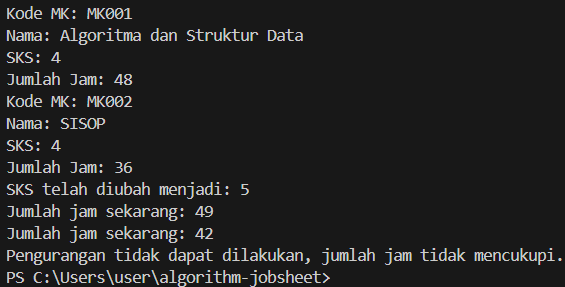 Kode MK: MK001
Nama: Algoritma dan Struktur Data
SKS: 4
Jumlah Jam: 48
Kode MK: MK002
Nama: SISOP
SKS: 4
Jumlah Jam: 36
SKS telah diubah menjadi: 5
Jumlah jam sekarang: 49
Jumlah jam sekarang: 42
Pengurangan tidak dapat dilakukan, jumlah jam tidak mencukupi.
PS C:\Users\user\algorithm-jobsheet>